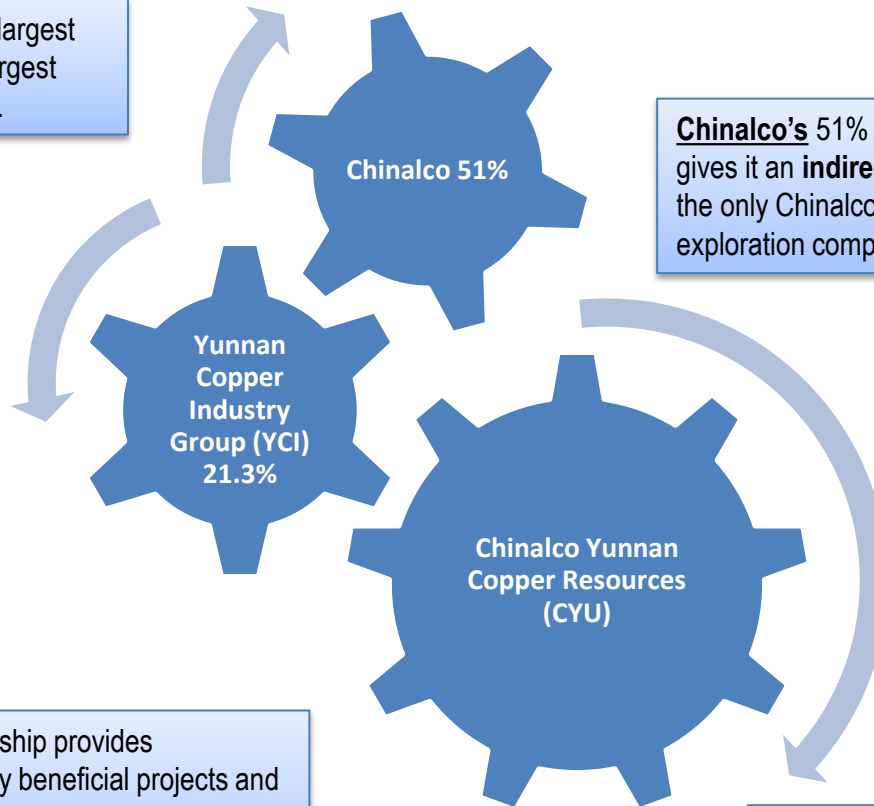 largest
rgest
.
Chinalco 51%
Chinalco's 51%
gives it an indire
the only Chinalco
exploration comp
Yunnan
Copper
Industry
Group (YCI)
21.3%
Chinalco Yunnan
Copper Resources
(CYU)
ship provides
y beneficial projects and